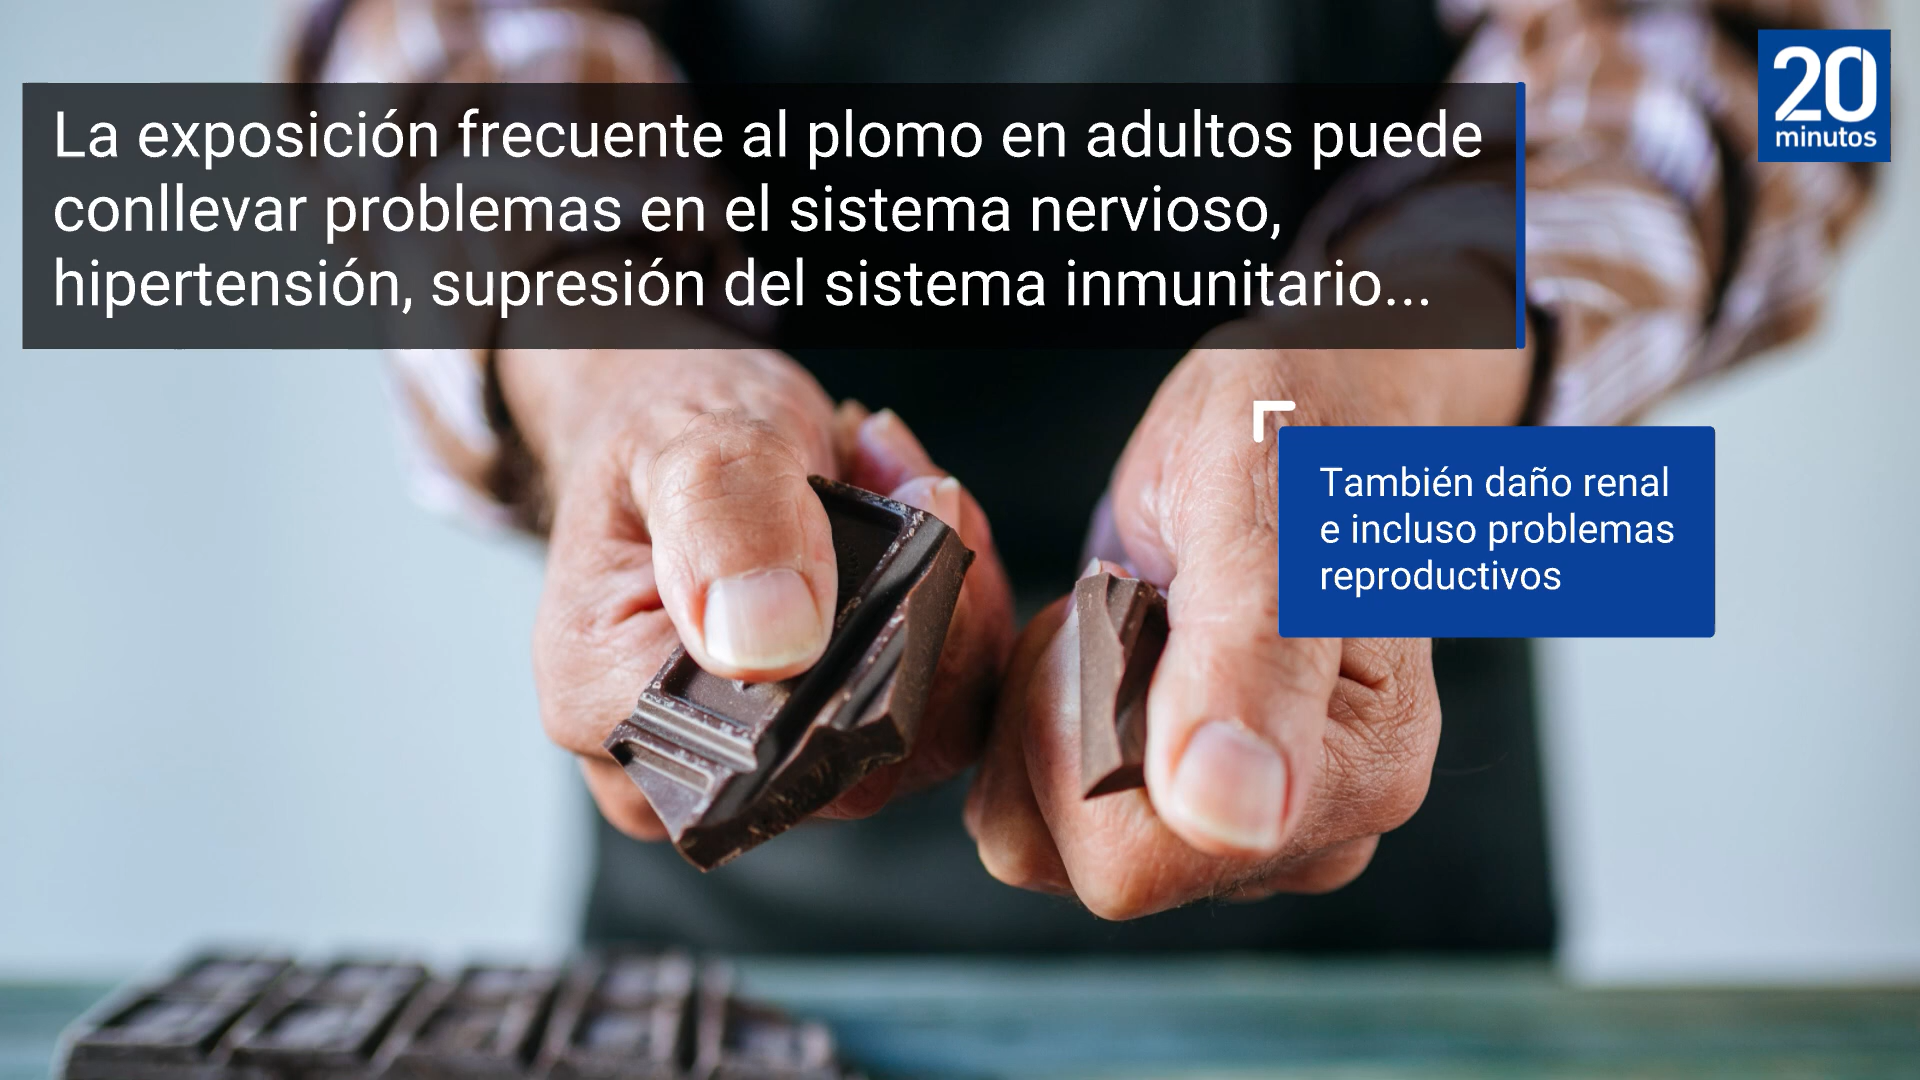 La exposición frecuente al plomo en adultos puede
conllevar problemas en el sistema nervioso,
hipertensión, supresión del sistema inmunitario...
20
minutos
También daño renal
e incluso problemas
reproductivos